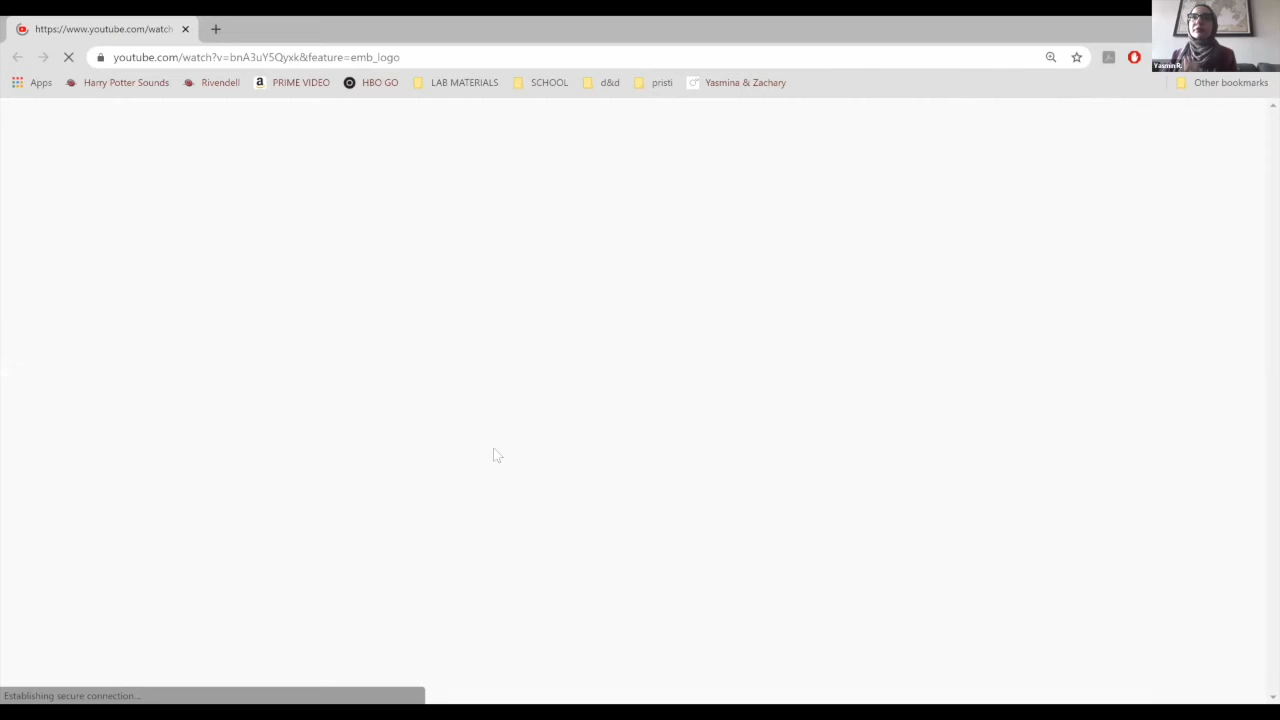 https://www.youtube.com/watch
youtube.com/watch?v=bnA3uY5Qyxk&feature=emb_logo
Apps Harry Potter Sounds Rivendell a PRIME VIDEO HBO GO LAB MATERIALS SCHOOL d&d pristi Yasmina & Zachary Other bookmarks
Yasmin R.
Establishing secure connection...